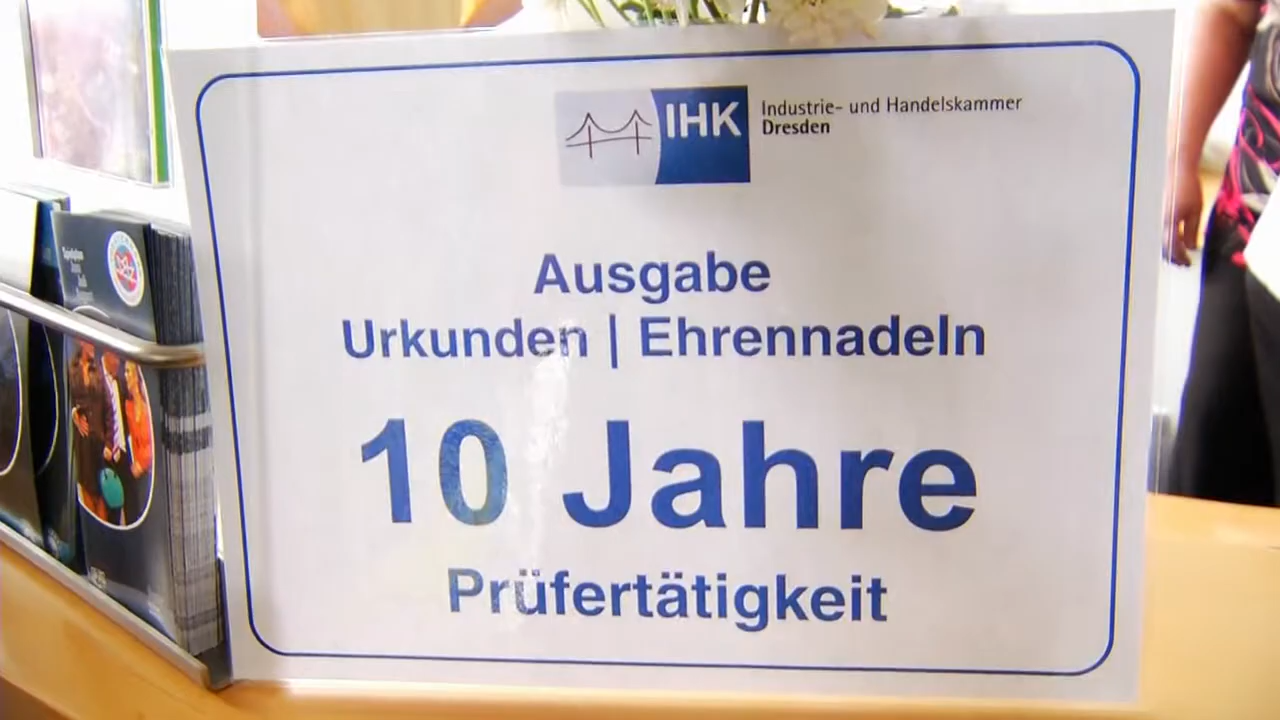 IHK
Industrie- und Handelskammer
Dresden
Ausgabe
Urkunden | Ehrennadeln
10 Jahre
Prüfertätigkeit